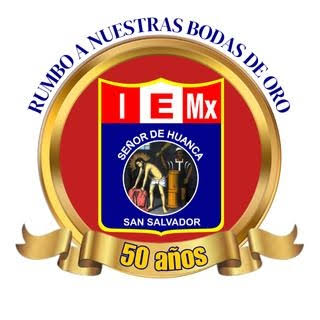 RUMBO A NUESTRAS BODAS DE ORO
I E Mx
SEÑOR DE HUANCA
SAN SALVADOR
50 años